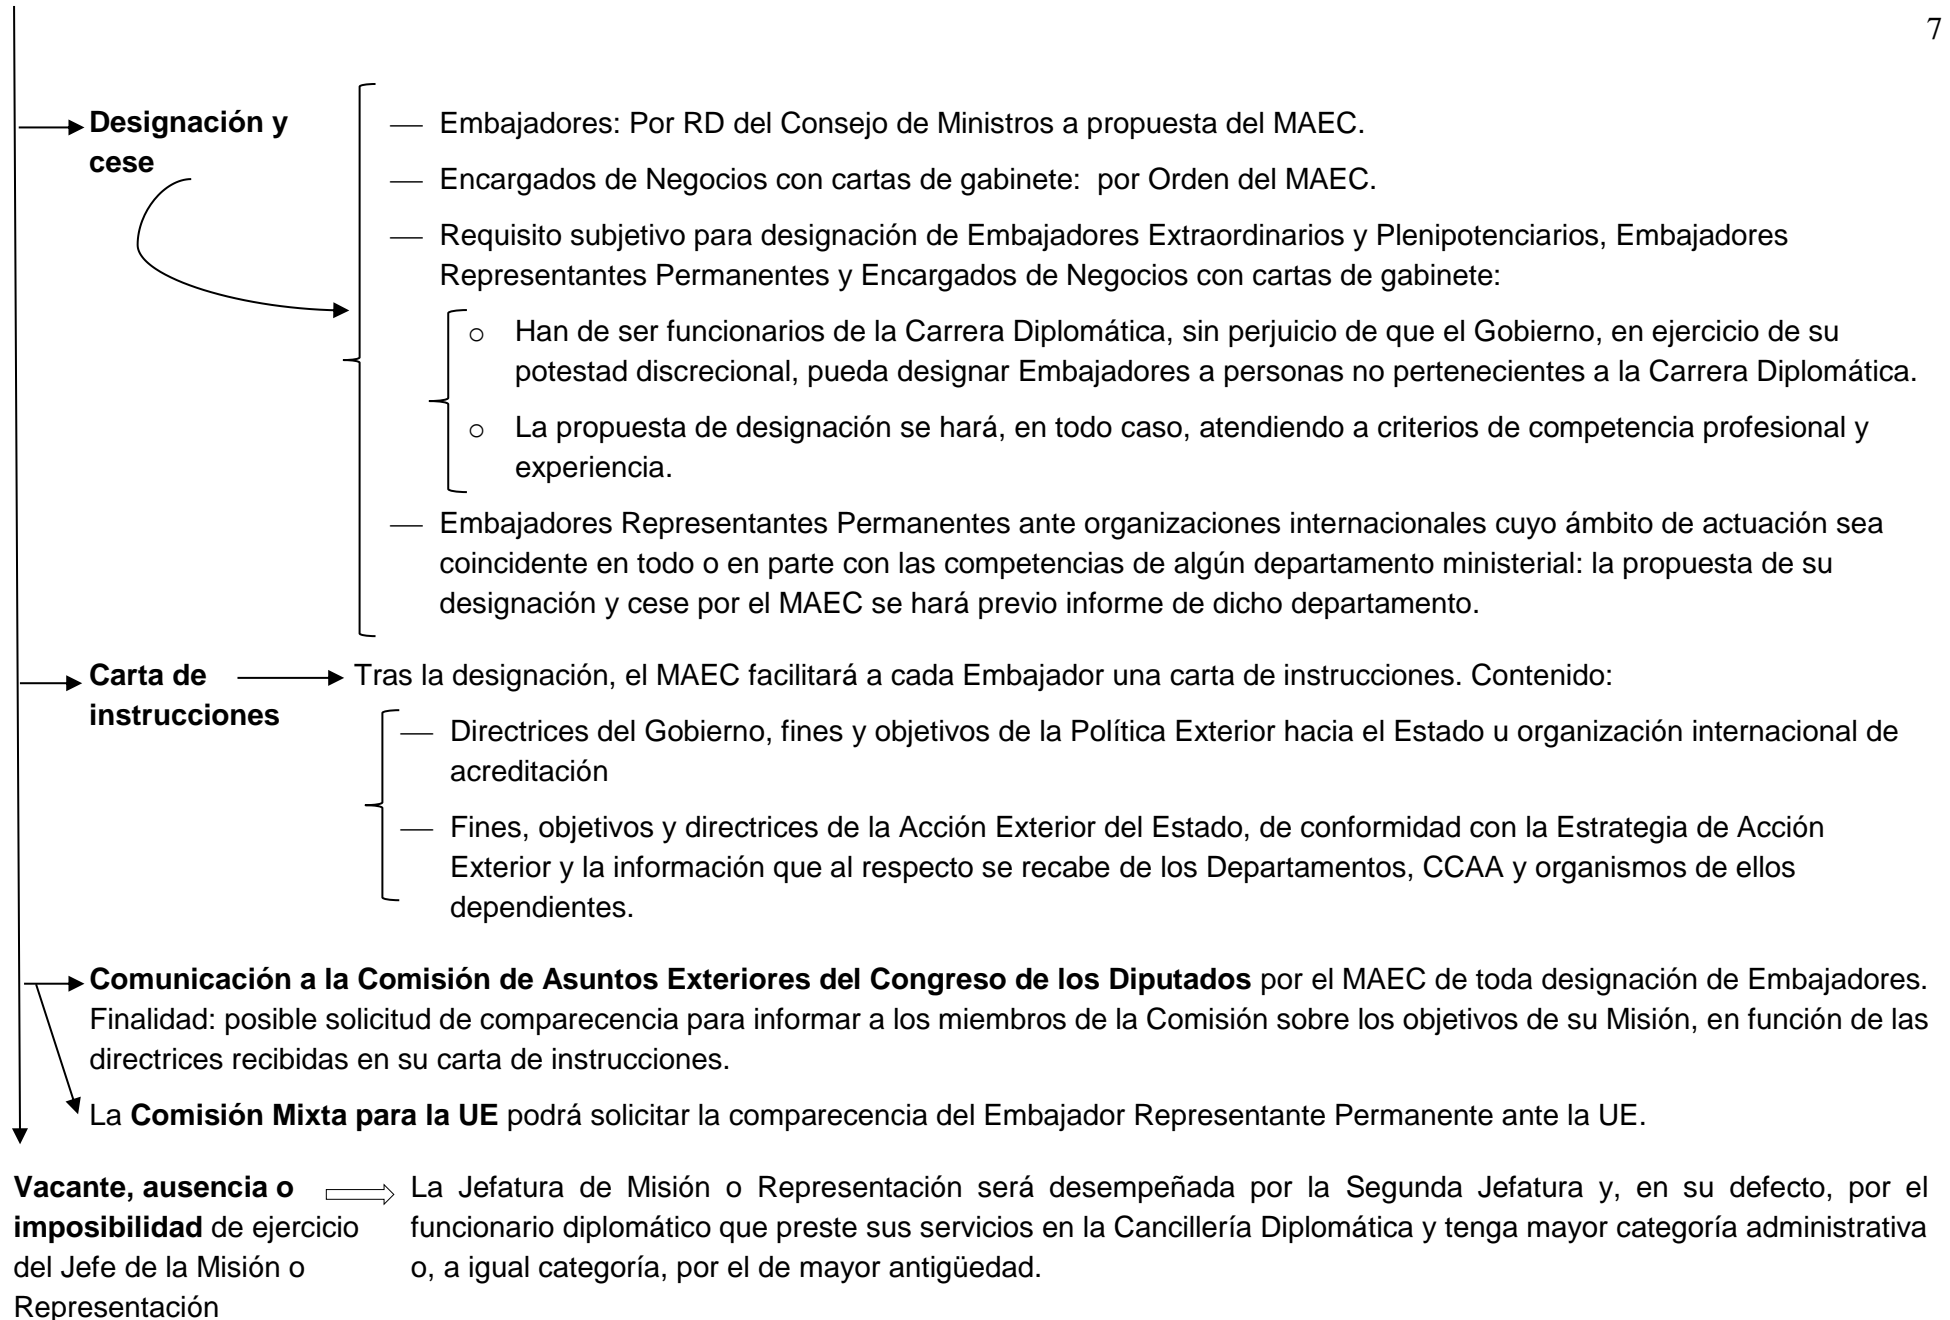 7
Designación y
cese
— Embajadores: Por RD del Consejo de Ministros a propuesta del MAEC.
— Encargados de Negocios con cartas de gabinete: por Orden del MAEC.
— Requisito subjetivo para designación de Embajadores Extraordinarios y Plenipotenciarios, Embajadores
Representantes Permanentes y Encargados de Negocios con cartas de gabinete:
o Han de ser funcionarios de la Carrera Diplomática, sin perjuicio de que el Gobierno, en ejercicio de su
potestad discrecional, pueda designar Embajadores a personas no pertenecientes a la Carrera Diplomática.
o La propuesta de designación se hará, en todo caso, atendiendo a criterios de competencia profesional y
experiencia.
— Embajadores Representantes Permanentes ante organizaciones internacionales cuyo ámbito de actuación sea
coincidente en todo o en parte con las competencias de algún departamento ministerial: la propuesta de su
designación y cese por el MAEC se hará previo informe de dicho departamento.
Carta de
instrucciones
Tras la designación, el MAEC facilitará a cada Embajador una carta de instrucciones. Contenido:
— Directrices del Gobierno, fines y objetivos de la Política Exterior hacia el Estado u organización internacional de
acreditación
— Fines, objetivos y directrices de la Acción Exterior del Estado, de conformidad con la Estrategia de Acción
Exterior y la información que al respecto se recabe de los Departamentos, CCAA y organismos de ellos
dependientes.
Comunicación a la Comisión de Asuntos Exteriores del Congreso de los Diputados por el MAEC de toda designación de Embajadores.
Finalidad: posible solicitud de comparecencia para informar a los miembros de la Comisión sobre los objetivos de su Misión, en función de las
directrices recibidas en su carta de instrucciones.
La Comisión Mixta para la UE podrá solicitar la comparecencia del Embajador Representante Permanente ante la UE.
Vacante, ausencia o
imposibilidad de ejercicio
del Jefe de la Misión o
Representación
La Jefatura de Misión o Representación será desempeñada por la Segunda Jefatura y, en su defecto, por el
funcionario diplomático que preste sus servicios en la Cancillería Diplomática y tenga mayor categoría administrativa
o, a igual categoría, por el de mayor antigüedad.